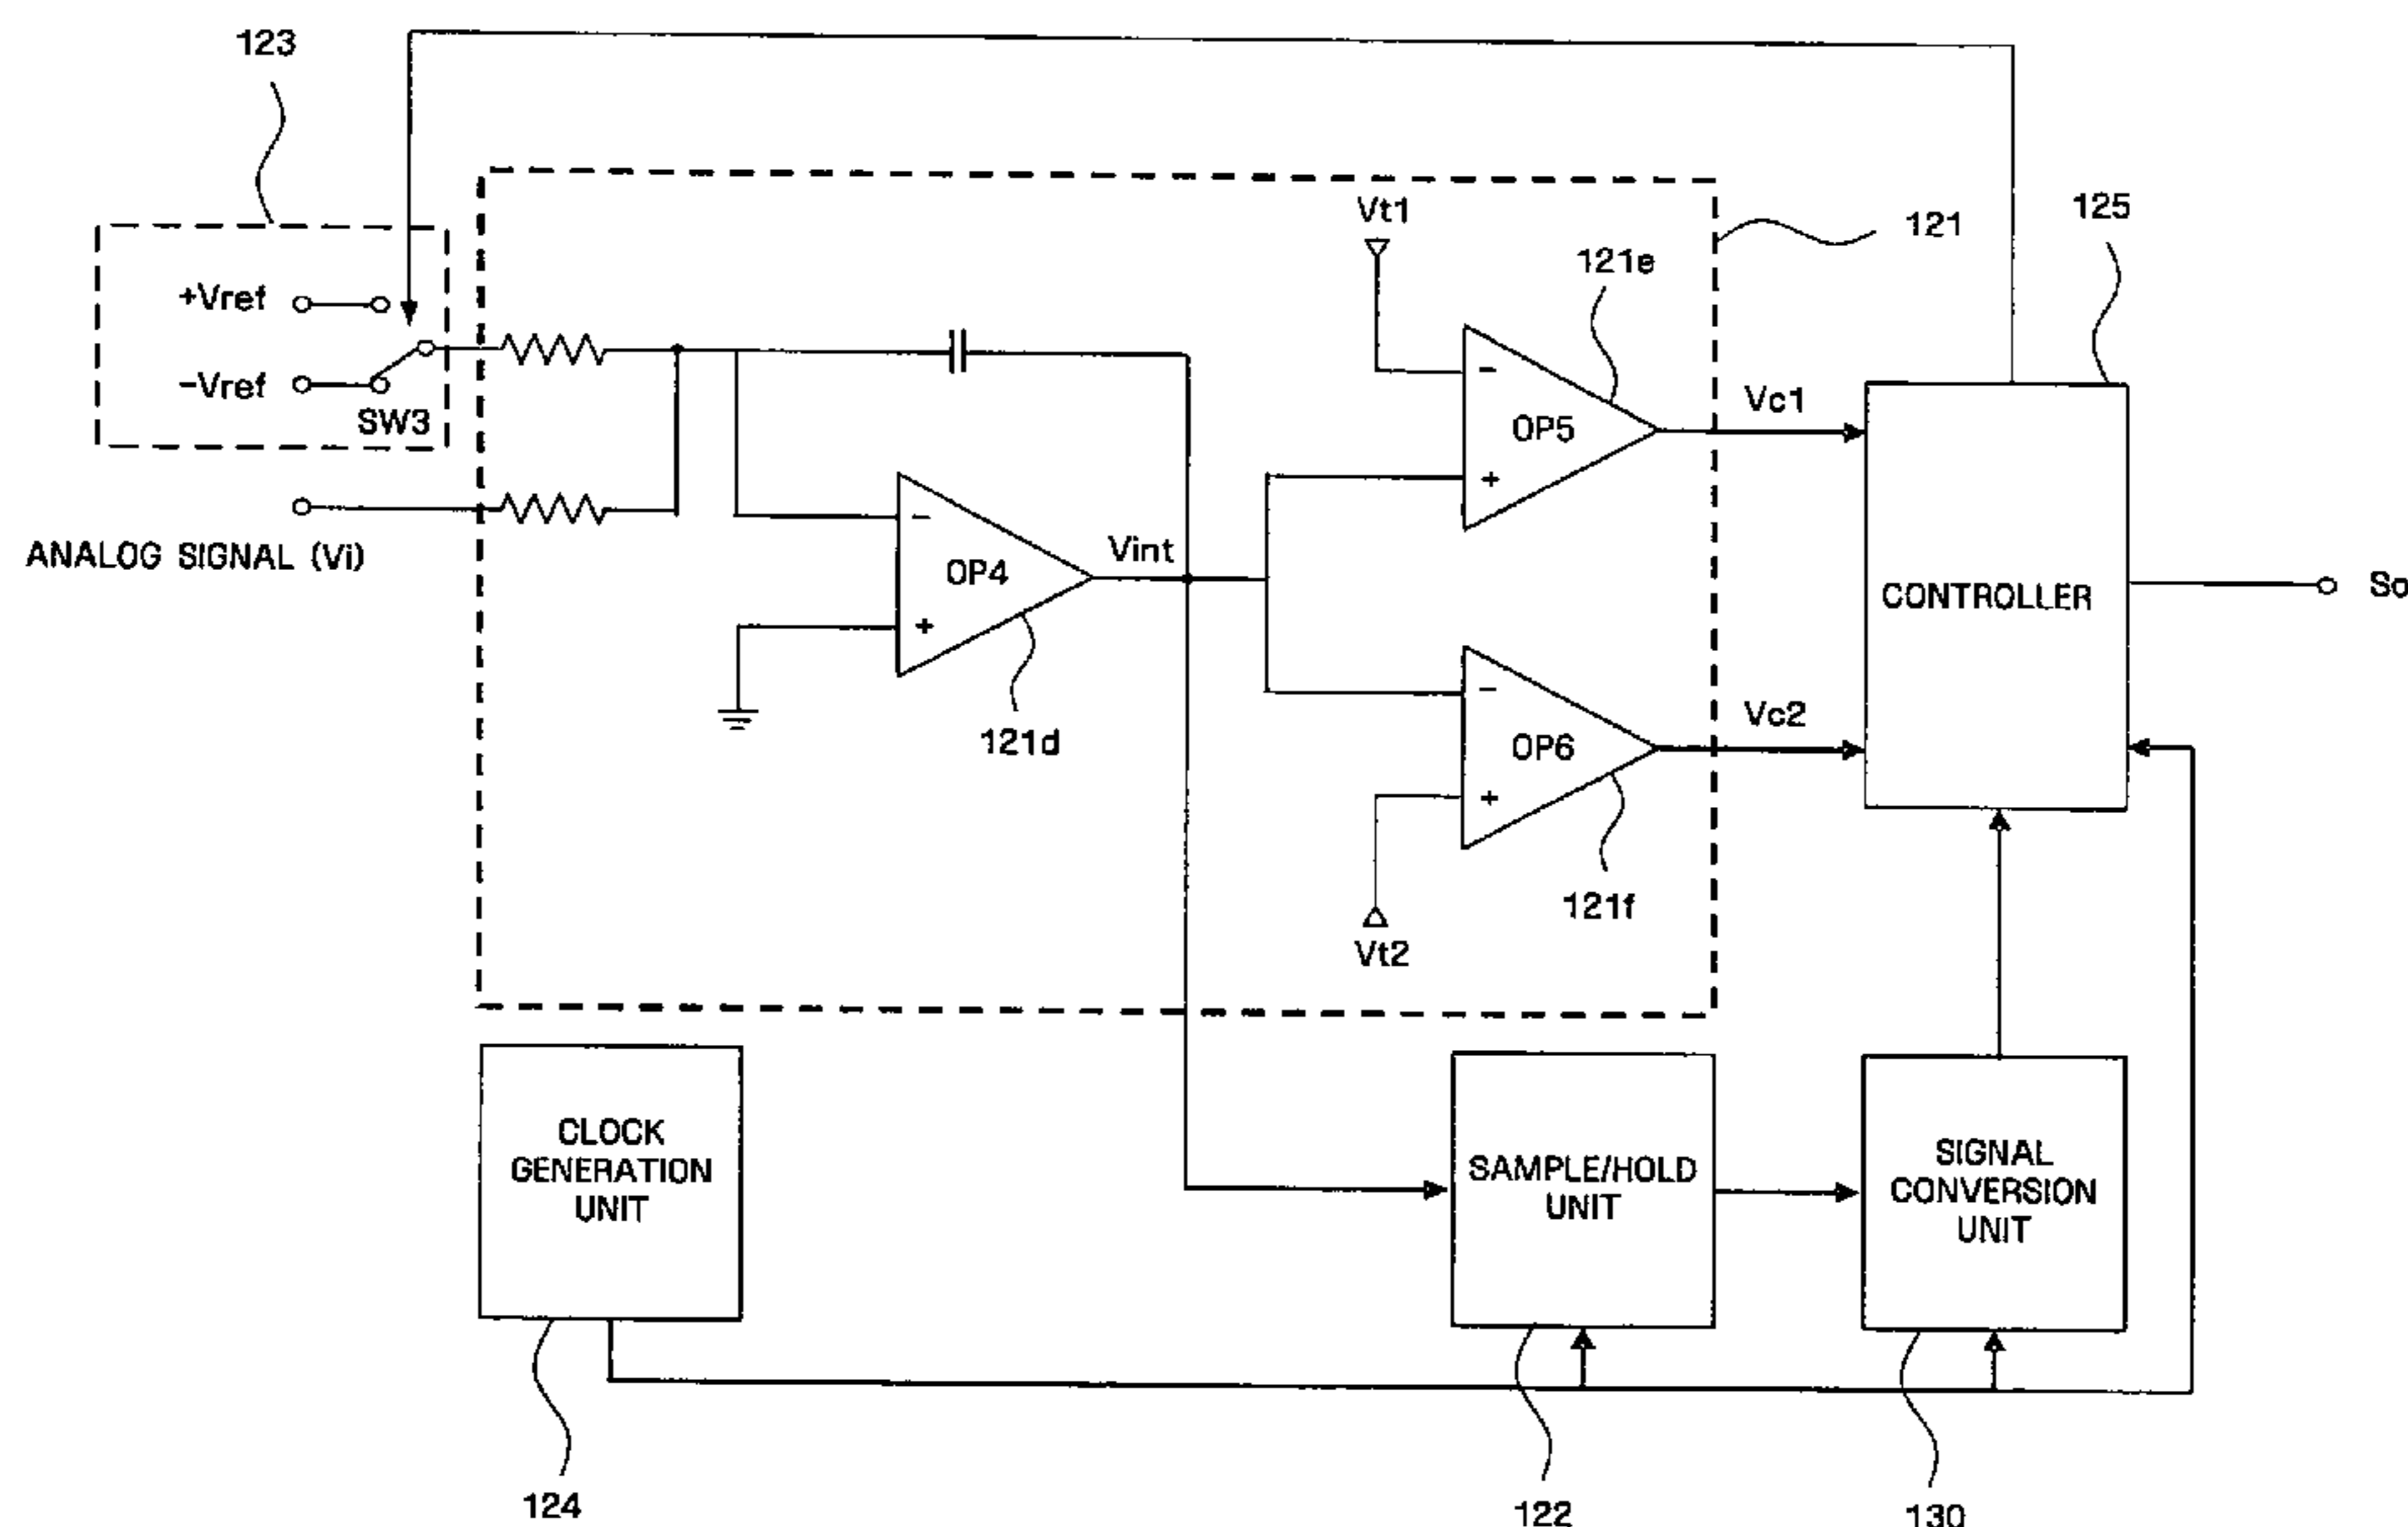 123
Vt1
121
125
121e
+Vref
-Vref
SW3
-
OP5
+
Vc1
ANALOG SIGNAL (Vi)
-
OP4
+
Vint
121d
CONTROLLER
So
-
OP6
+
Vc2
121f
Vt2
CLOCK
GENERATION
UNIT
SAMPLE/HOLD
UNIT
SIGNAL
CONVERSION
UNIT
124
122
130